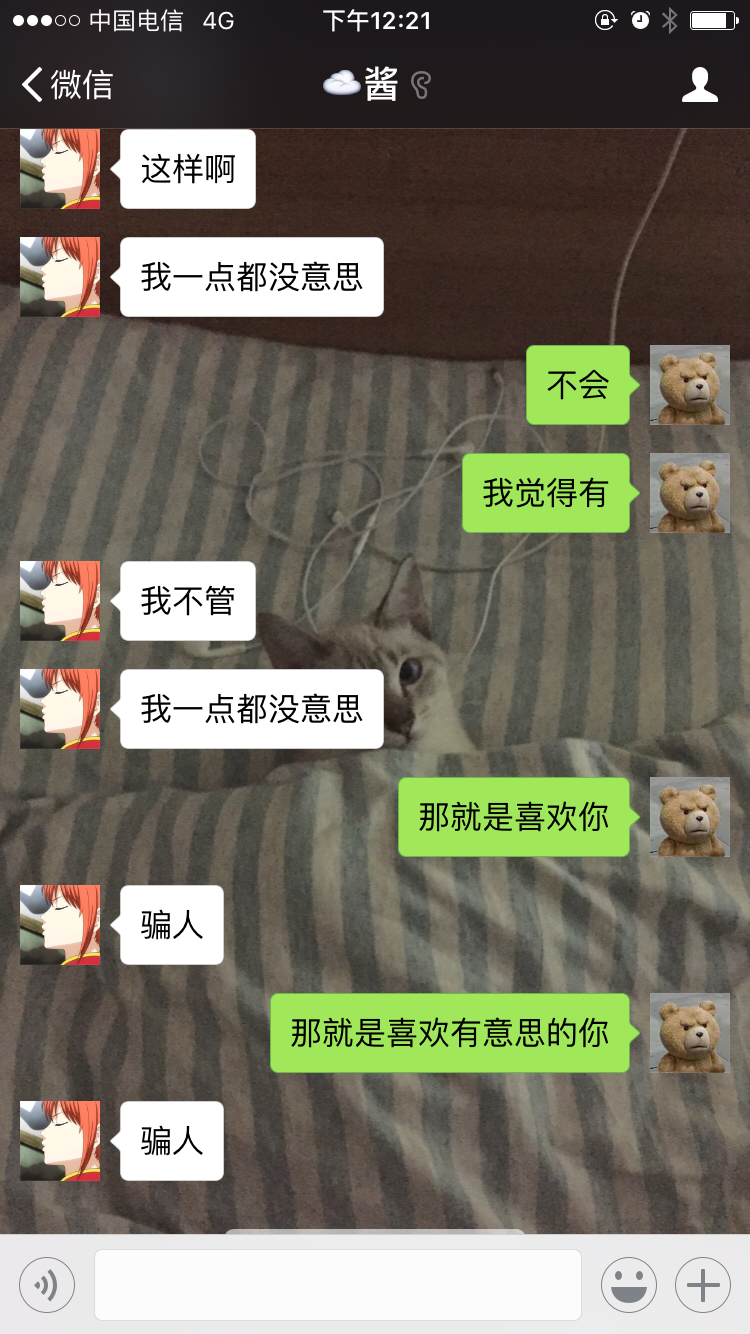 中国电信 4G 下午12:21
微信 ☁️酱
这样啊
我一点都没意思
不会
我觉得有
我不管
我一点都没意思
那就是喜欢你
骗人
那就是喜欢有意思的你
骗人